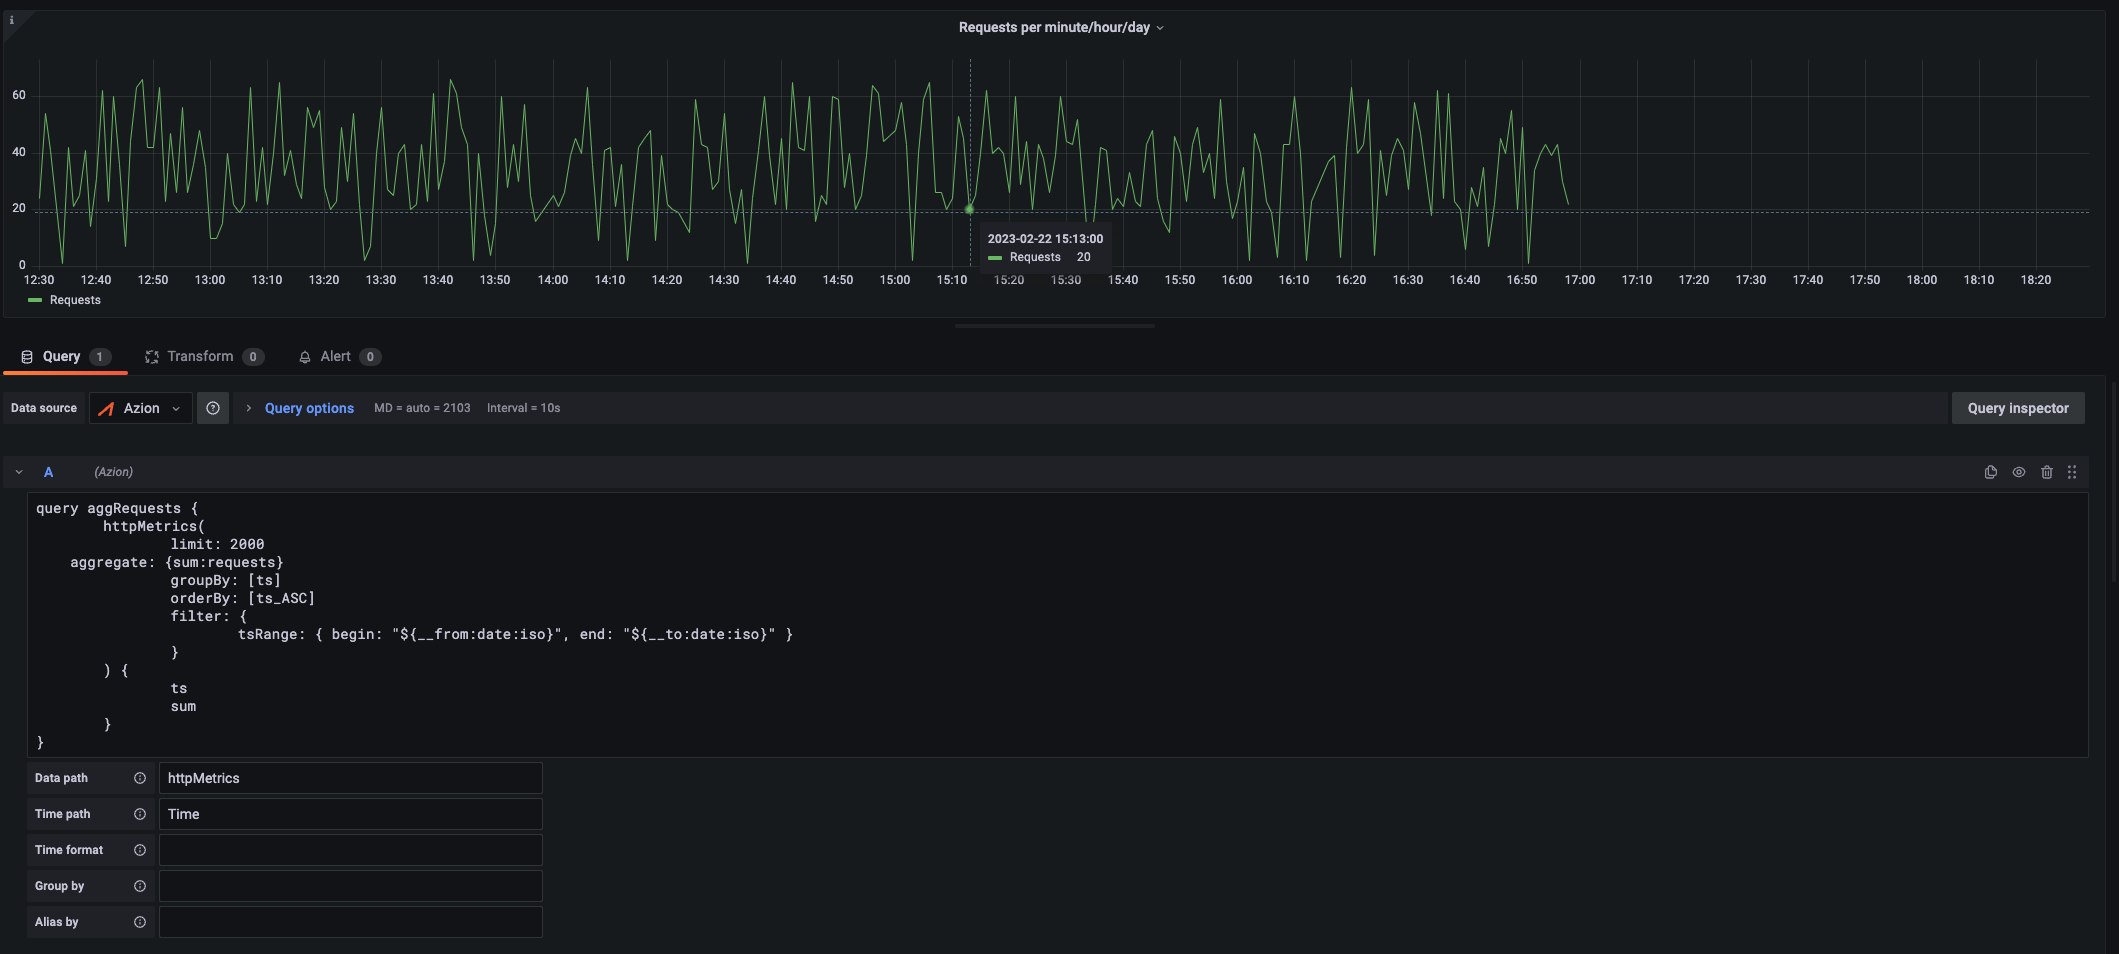 i
Requests per minute/hour/day
60
40
20
0
2023-02-22 15:13:00
Requests 20
12:30 12:40 12:50 13:00 13:10 13:20 13:30 13:40 13:50 14:00 14:10 14:20 14:30 14:40 14:50 15:00 15:10 15:20 15:30 15:40 15:50 16:00 16:10 16:20 16:30 16:40 16:50 17:00 17:10 17:20 17:30 17:40 17:50 18:00 18:10 18:20
Requests
Query 1 Transform 0 Alert 0
Data source Azion Query options MD = auto = 2103 Interval = 10s Query inspector
A (Azion)
query aggRequests {
httpMetrics(
limit: 2000
aggregate: {sum:requests}
groupBy: [ts]
orderBy: [ts_ASC]
filter: {
tsRange: { begin: "${__from:date:iso}", end: "${__to:date:iso}" }
}
) {
ts
sum
}
}
Data path httpMetrics
Time path Time
Time format
Group by
Alias by